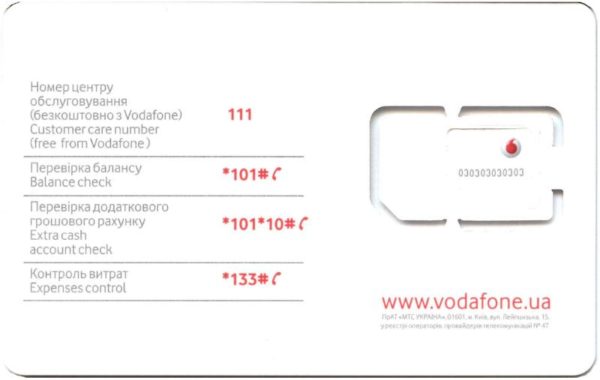 Номер центру
обслуговування
(безкоштовно з Vodafone)
Customer care number
(free from Vodafone)
111
Перевірка балансу
Balance check
*101#
Перевірка додаткового
грошового рахунку
Extra cash
account check
*101*10#
Контроль витрат
Expenses control
*133#
030303030303
www.vodafone.ua
ПрАТ «МТС УКРАЇНА», 01601, м. Київ, вул. Лейпцизька, 15,
у реєстрі операторів, провайдерів телекомунікацій № 47